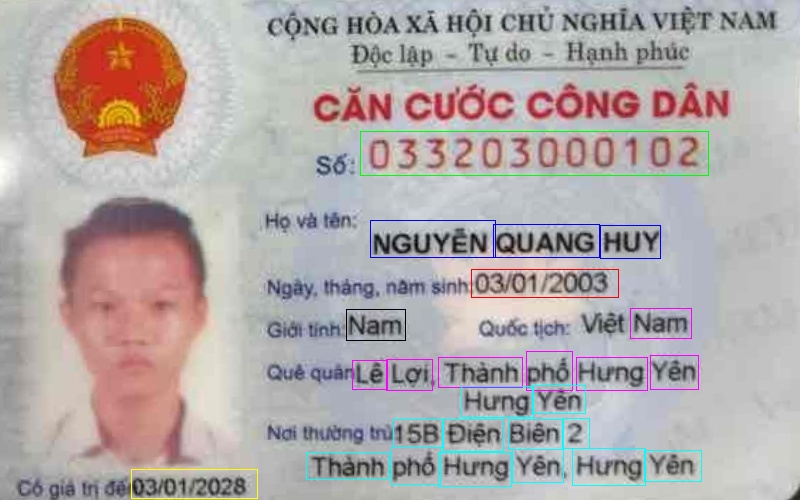 CỘNG HÒA XÃ HỘI CHỦ NGHĨA VIỆT NAM
Độc lập - Tự do - Hạnh phúc
CĂN CƯỚC CÔNG DÂN
Số: 033203000102
Họ và tên: NGUYỄN QUANG HUY
Ngày, tháng, năm sinh: 03/01/2003
Giới tính: Nam Quốc tịch: Việt Nam
Quê quán: Lê Lợi, Thành phố Hưng Yên
Hưng Yên
Nơi thường trú: 15B Điện Biên 2
Thành phố Hưng Yên, Hưng Yên
Có giá trị đến 03/01/2028